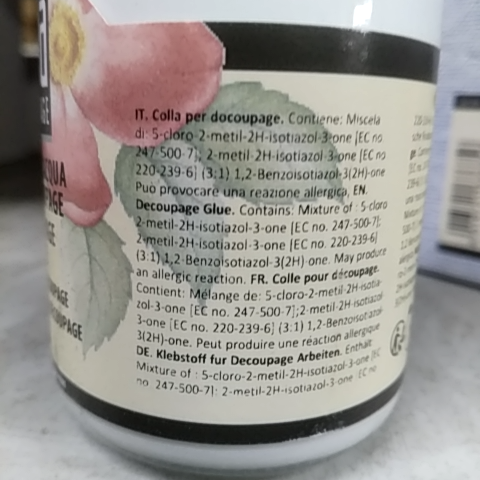 IT. Colla per docoupage. Contiene: Miscela
di: 5-cloro-2-metil-2H-isotiazol-3-one [EC no
247-500-7]; 2-metil-2H-isotiazol-3-one [EC no.
220-239-6] (3:1) 1,2-Benzoisotiazol-3(2H)-one
Può provocare una reazione allergica, EN.
Decoupage Glue. Contains: Mixture of : 5-cloro
2-metil-2H-isotiazol-3-one [EC no. 247-500-7];
2-metil-2H-isotiazol-3-one [EC no. 220-239-6]
(3:1) 1,2-Benzoisotiazol-3(2H)-one. May produce
an allergic reaction. FR. Colle pour découpage.
Contient: Mélange de: 5-cloro-2-metil-2H-isotia-
zol-3-one [EC no. 247-500-7];2-metil-2H-isotiazol-
3-one [EC no. 220-239-6] (3:1) 1,2-Benzoisotiazol-
3(2H)-one. Peut produire une réaction allergique
DE. Klebstoff fur Decoupage Arbeiten. Enthält
Mixture of : 5-cloro-2-metil-2H-isotiazol-3-one [EC
no. 247-500-7]: 2-metil-2H-isotiazol-3-one [EC no.